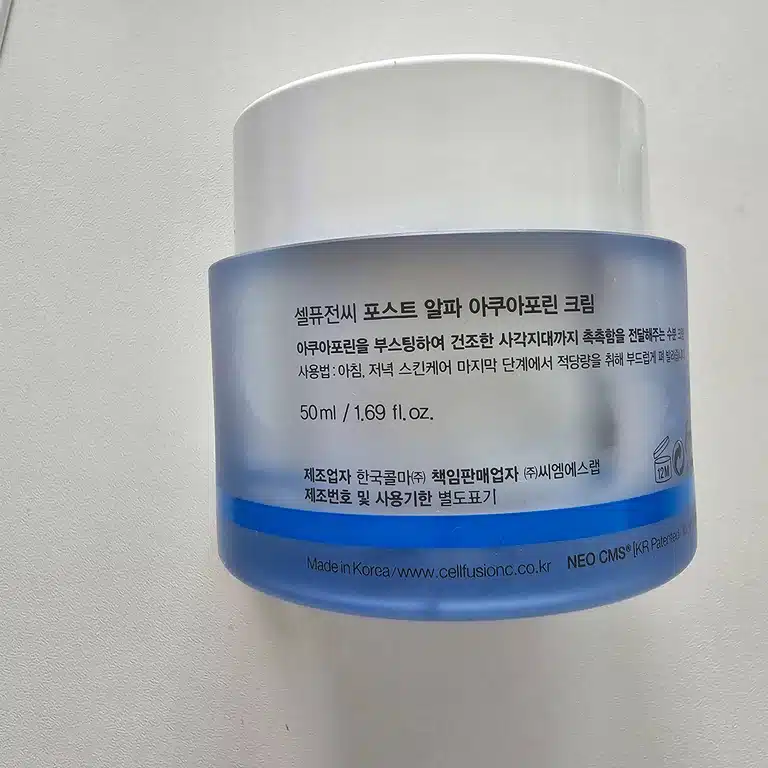 셀퓨전씨 포스트 알파 아쿠아포린 크림
아쿠아포린을 부스팅하여 건조한 사각지대까지 촉촉함을 전달해주는 수분
사용법 : 아침, 저녁 스킨케어 마지막 단계에서 적당량을 취해 부드럽게 펴
50ml / 1.69 fl.oz.
12M
제조업자 한국콜마㈜ 책임판매업자 ㈜씨엠에스랩
제조번호 및 사용기한 별도표기
Made in Korea / www.cellfusionc.co.kr NEO CMS® [KR Patented